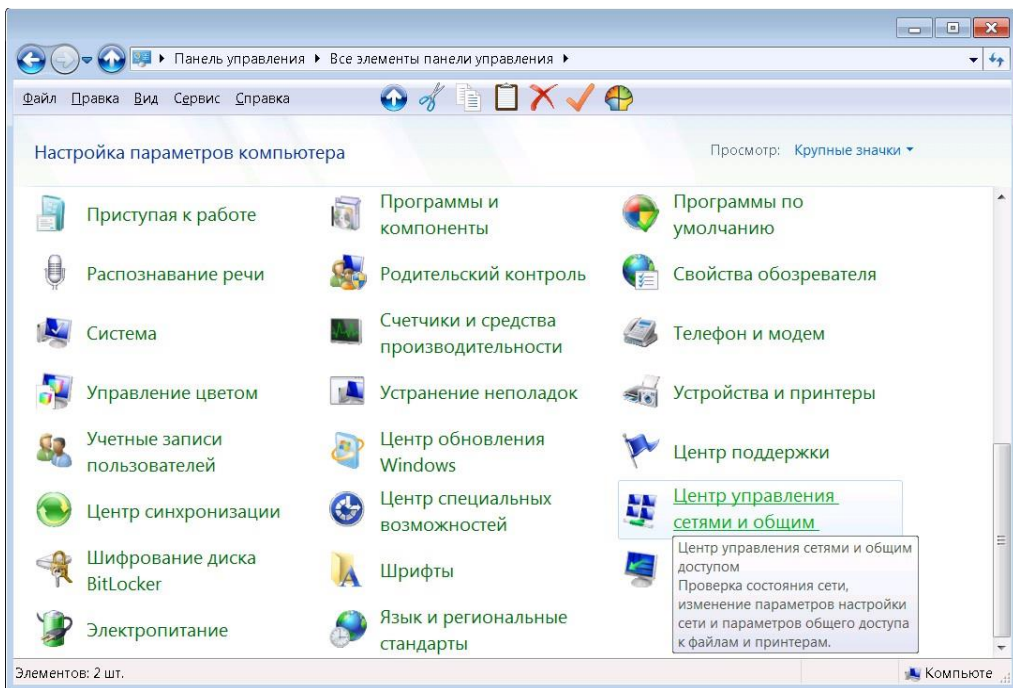 Панель управления
Все элементы панели управления
Файл Правка Вид Сервис Справка
Настройка параметров компьютера
Просмотр: Крупные значки
Приступая к работе
Программы и
компоненты
Программы по
умолчанию
Распознавание речи
Родительский контроль
Свойства обозревателя
Система
Счетчики и средства
производительности
Телефон и модем
Управление цветом
Устранение неполадок
Устройства и принтеры
Учетные записи
пользователей
Центр обновления
Windows
Центр поддержки
Центр синхронизации
Центр специальных
возможностей
Центр управления
сетями и общим
Центр управления сетями и общим
доступом
Проверка состояния сети,
изменение параметров настройки
сети и параметров общего доступа
к файлам и принтерам.
Шифрование диска
BitLocker
Шрифты
Электропитание
Язык и региональные
стандарты
Элементов: 2 шт.
Компьюте